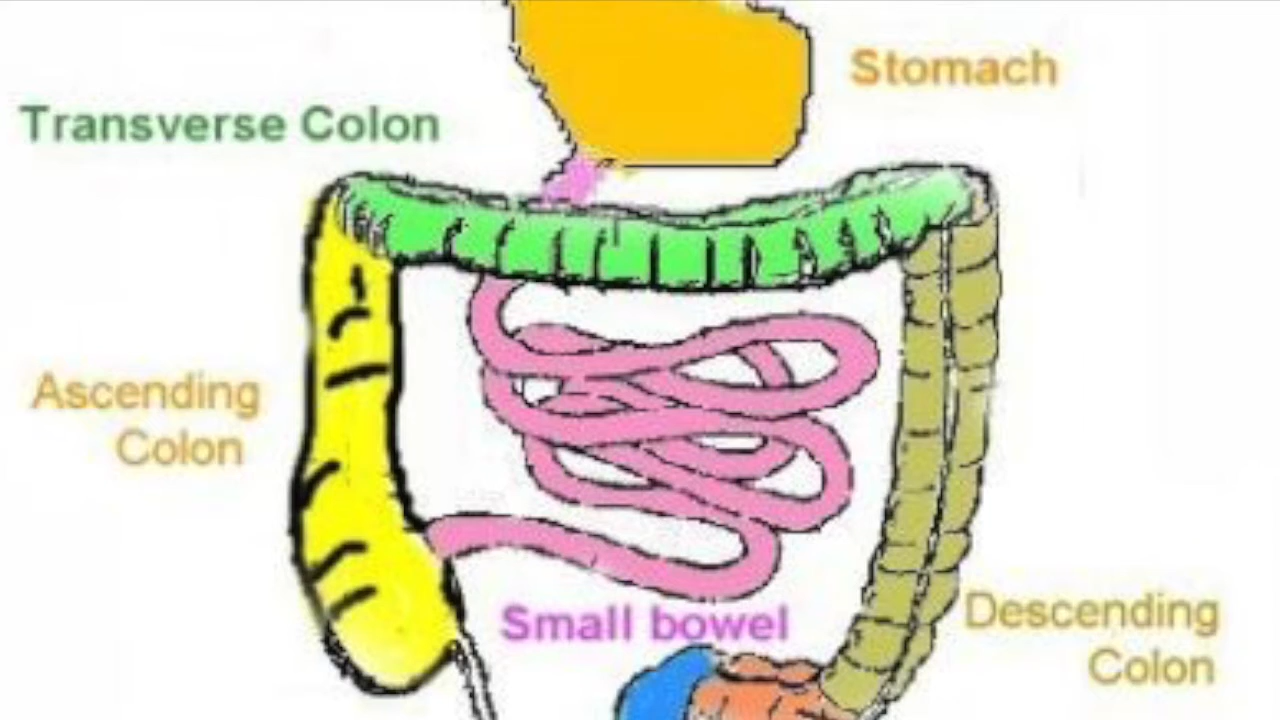 Stomach
Transverse Colon
Ascending
Colon
Small bowel
Descending
Colon